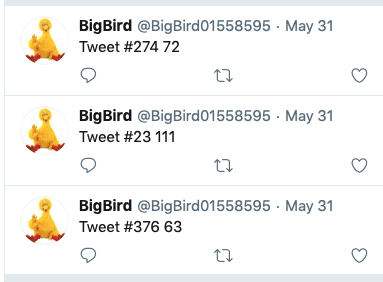 BigBird @BigBird01558595 · May 31
Tweet #274 72
BigBird @BigBird01558595 · May 31
Tweet #23 111
BigBird @BigBird01558595 · May 31
Tweet #376 63